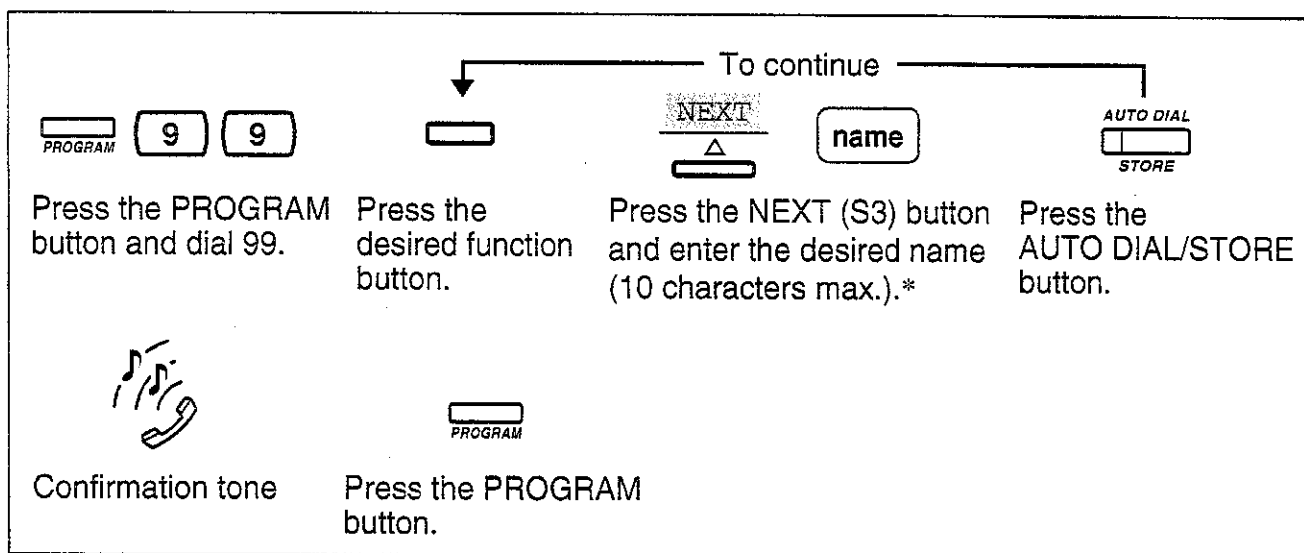 To continue
NEXT
PROGRAM 9 9
name
AUTO DIAL
STORE
Press the PROGRAM
button and dial 99.
Press the
desired function
button.
Press the NEXT (S3) button
and enter the desired name
(10 characters max.).*
Press the
AUTO DIAL/STORE
button.
PROGRAM
Confirmation tone
Press the PROGRAM
button.